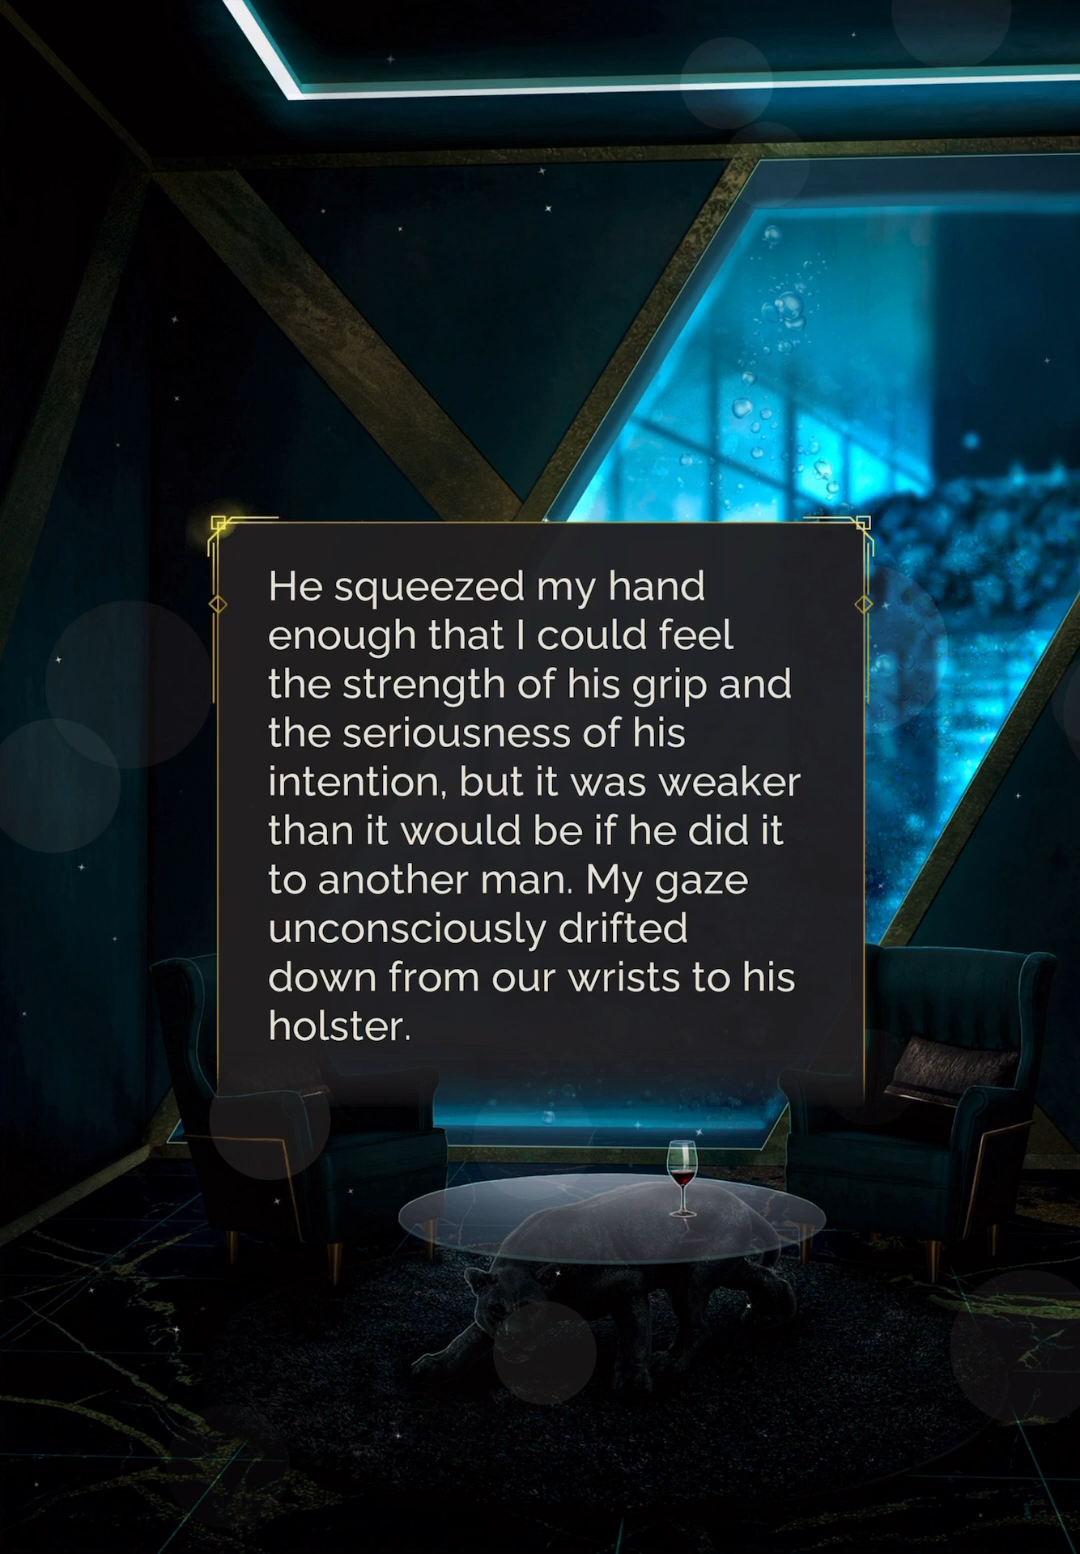 He squeezed my hand
enough that I could feel
the strength of his grip and
the seriousness of his
intention, but it was weaker
than it would be if he did it
to another man. My gaze
unconsciously drifted
down from our wrists to his
holster.